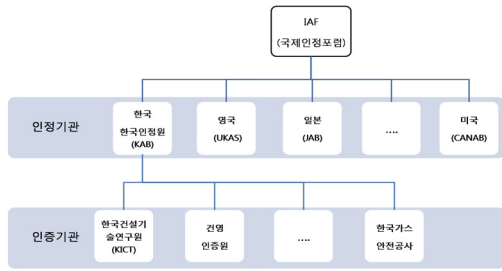 IAF
(국제인정포럼)
인정기관
한국
한국인정원
(KAB)
영국
(UKAS)
일본
(JAB)
....
미국
(CANAB)
인증기관
한국건설기
술연구원
(KICT)
건영
인증원
....
한국가스
안전공사